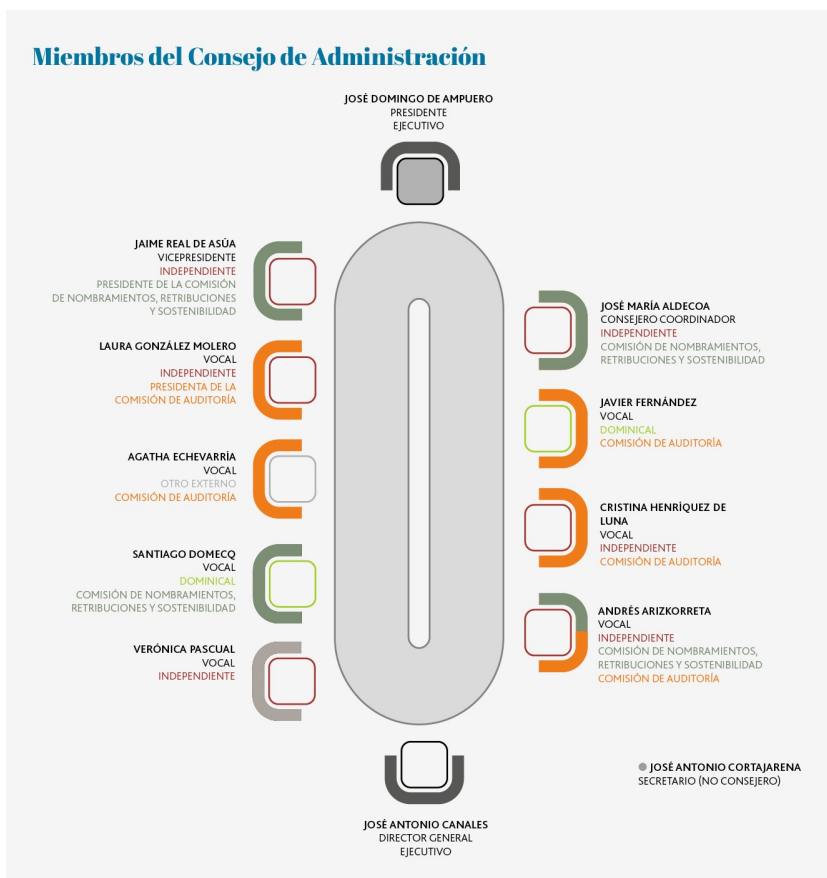 Miembros del Consejo de Administración
JOSÉ DOMINGO DE AMPUERO
PRESIDENTE
EJECUTIVO
JAIME REAL DE ASÚA
VICEPRESIDENTE
INDEPENDIENTE
PRESIDENTE DE LA COMISIÓN
DE NOMBRAMIENTOS, RETRIBUCIONES
Y SOSTENIBILIDAD
LAURA GONZÁLEZ MOLERO
VOCAL
INDEPENDIENTE
PRESIDENTA DE LA
COMISIÓN DE AUDITORÍA
AGATHA ECHEVARRÍA
VOCAL
OTRO EXTERNO
COMISIÓN DE AUDITORÍA
SANTIAGO DOMECQ
VOCAL
DOMINICAL
COMISIÓN DE NOMBRAMIENTOS,
RETRIBUCIONES Y SOSTENIBILIDAD
VERÓNICA PASCUAL
VOCAL
INDEPENDIENTE
JOSÉ MARÍA ALDECOA
CONSEJERO COORDINADOR
INDEPENDIENTE
COMISIÓN DE NOMBRAMIENTOS,
RETRIBUCIONES Y SOSTENIBILIDAD
JAVIER FERNÁNDEZ
VOCAL
DOMINICAL
COMISIÓN DE AUDITORÍA
CRISTINA HENRÍQUEZ DE
LUNA
VOCAL
INDEPENDIENTE
COMISIÓN DE AUDITORÍA
ANDRÉS ARIZKORRETA
VOCAL
INDEPENDIENTE
COMISIÓN DE NOMBRAMIENTOS,
RETRIBUCIONES Y SOSTENIBILIDAD
COMISIÓN DE AUDITORÍA
JOSÉ ANTONIO CORTAJARENA
SECRETARIO (NO CONSEJERO)
JOSÉ ANTONIO CANALES
DIRECTOR GENERAL
EJECUTIVO